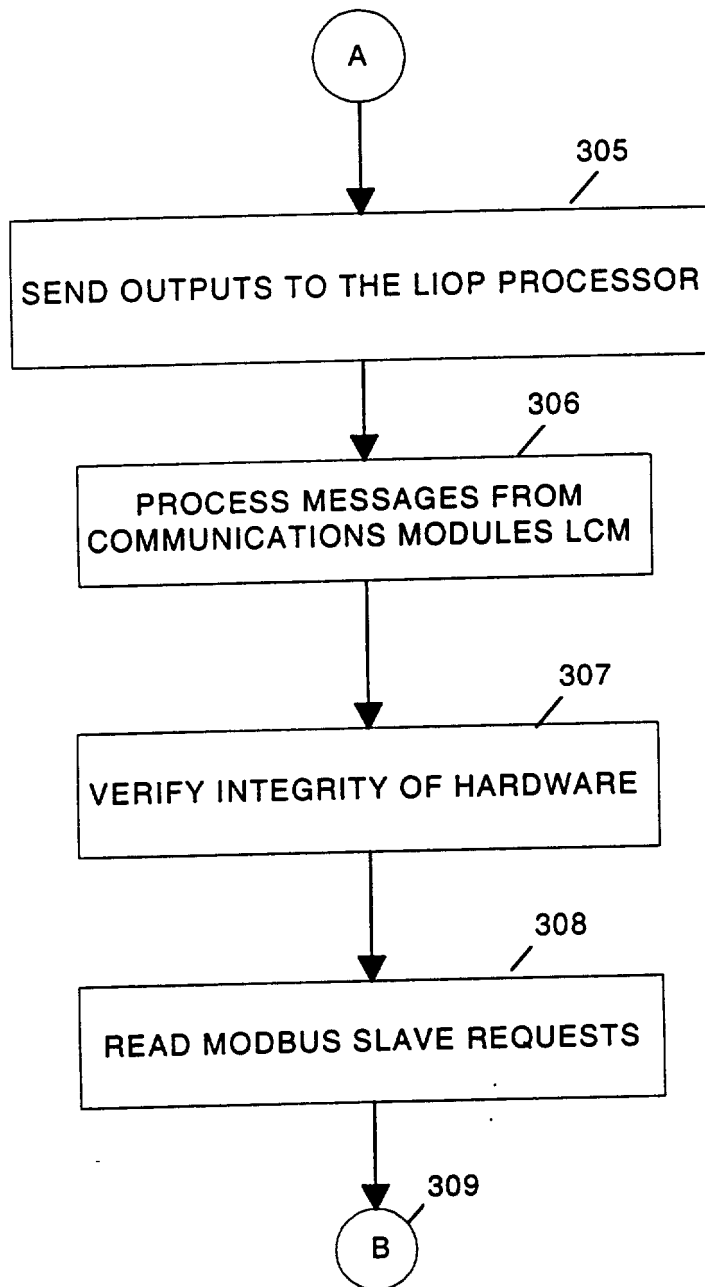 A
305
SEND OUTPUTS TO THE LIOP PROCESSOR
306
PROCESS MESSAGES FROM
COMMUNICATIONS MODULES LCM
307
VERIFY INTEGRITY OF HARDWARE
308
READ MODBUS SLAVE REQUESTS
309
B